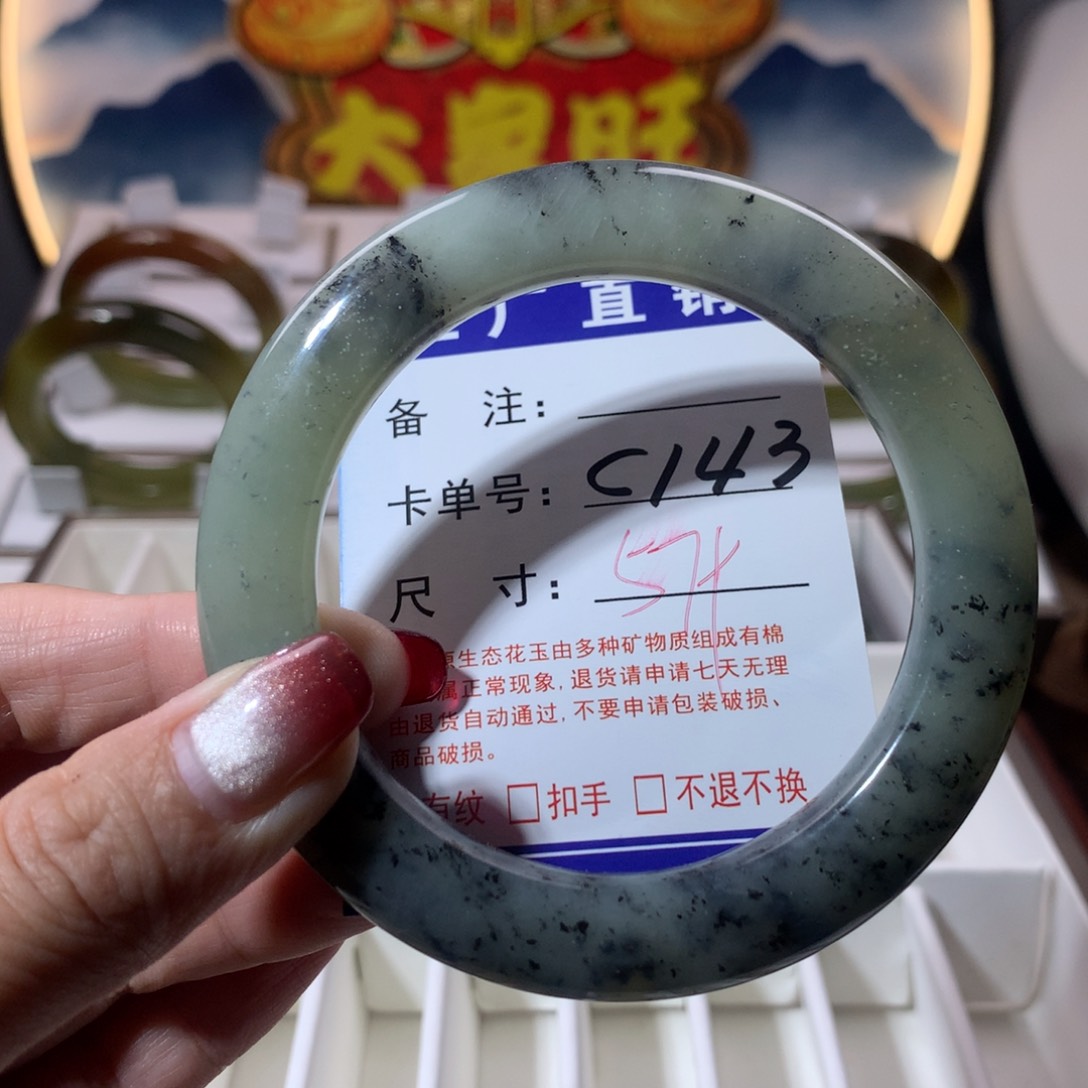 大家旺
厂直销
备 注：
卡单号：C143
尺 寸：57
生态花玉由多种矿物质组成有棉
属正常现象，退货请申请七天无理
由退货自动通过，不要申请包装破损、
商品破损。
有纹 □扣手 □不退不换